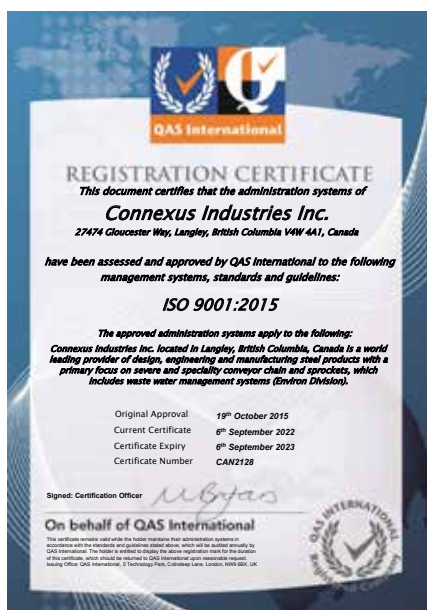 QAS International
REGISTRATION CERTIFICATE
This document certifies that the administration systems of
Connexus Industries Inc.
27474 Gloucester Way, Langley, British Columbia V4W 4A1, Canada
have been assessed and approved by QAS International to the following
management systems, standards and guidelines:
ISO 9001:2015
The approved administration systems apply to the following:
Connexus Industries Inc. located in Langley, British Columbia, Canada is a world
leading provider of design, engineering and manufacturing steel products with a
primary focus on severe and speciality conveyor chain and sprockets, which
includes waste water management systems (Environ Division).
Original Approval 19th October 2015
Current Certificate 6th September 2022
Certificate Expiry 6th September 2023
Certificate Number CAN2128
Signed: Certification Officer
On behalf of QAS International
This certificate remains valid while the holder maintains their administration systems in
accordance with the standards and guidelines stated above, which will be audited annually by
QAS International. The holder is entitled to display the above registration mark for the duration
of this certificate, which should be returned to QAS International upon reasonable request.
Issuing Office: QAS International, 5 Technology Park, Colindeep Lane, London, NW9 6BX, UK
QAS INTERNATIONAL